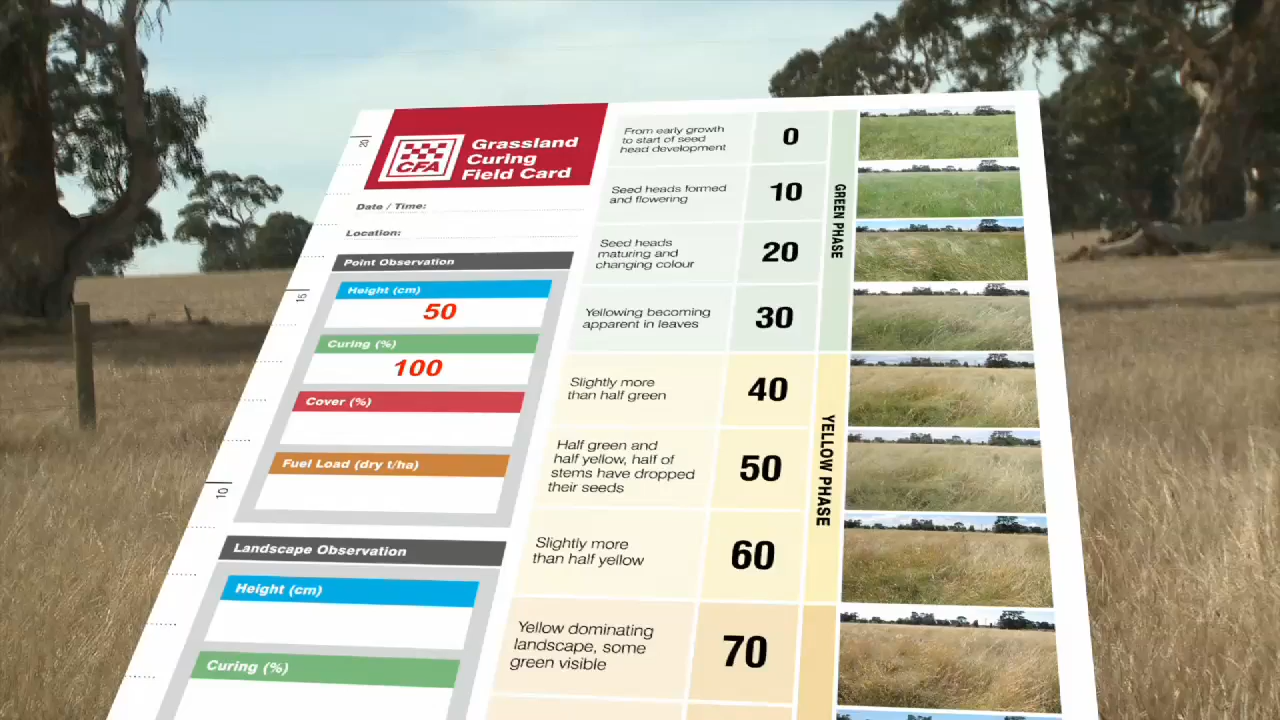 20
CFA
Grassland
Curing
Field Card
Date / Time:
Location:
Point Observation
15
Height (cm)
50
Curing (%)
100
Cover (%)
Fuel Load (dry t/ha)
10
Landscape Observation
Height (cm)
Curing (%)
From early growth
to start of seed
head development
0
Seed heads formed
and flowering
10
Seed heads
maturing and
changing colour
20
Yellowing becoming
apparent in leaves
30
GREEN PHASE
Slightly more
than half green
40
Half green and
half yellow, half of
stems have dropped
their seeds
50
Slightly more
than half yellow
60
Yellow dominating
landscape, some
green visible
70
YELLOW PHASE